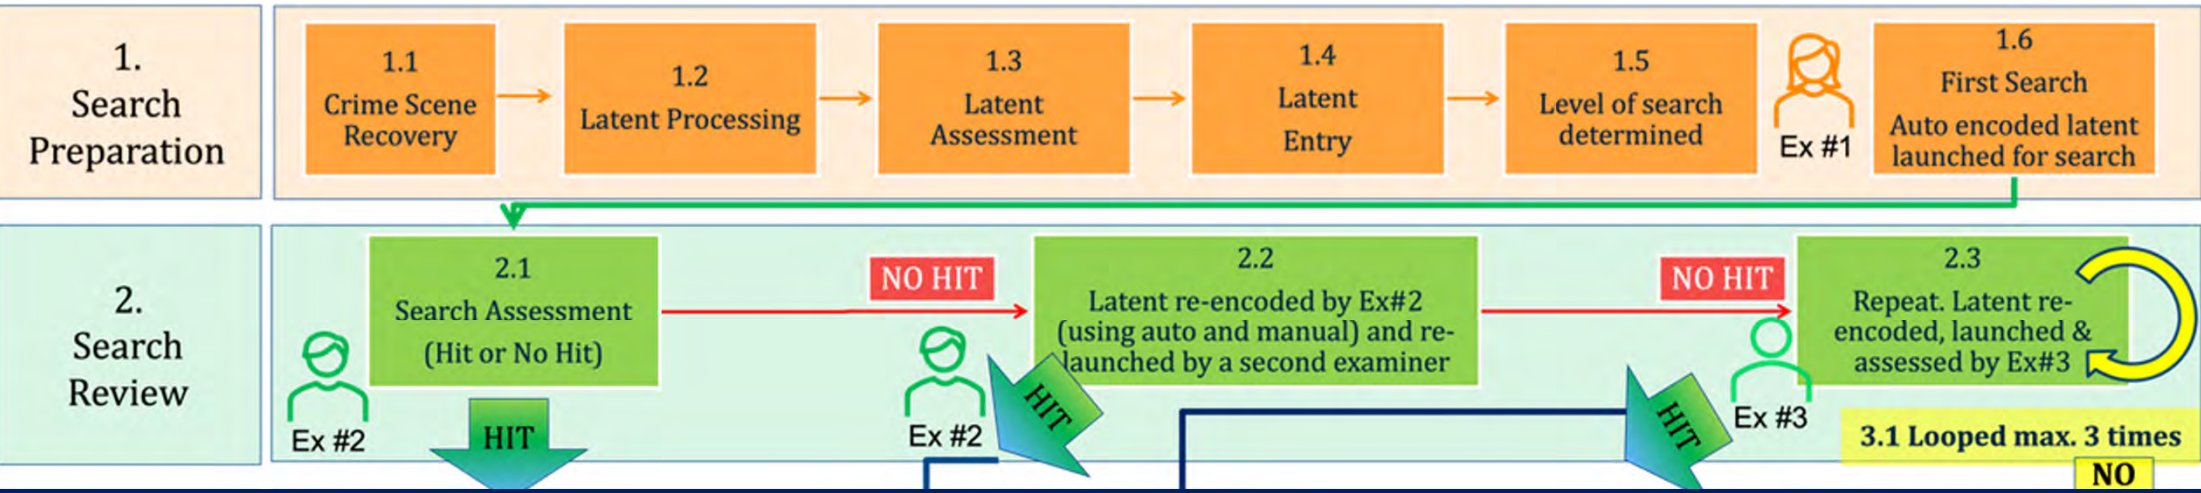 1.
Search
Preparation
1.1
Crime Scene
Recovery
1.2
Latent Processing
1.3
Latent
Assessment
1.4
Latent
Entry
1.5
Level of search
determined
Ex #1
1.6
First Search
Auto encoded latent
launched for search
2.
Search
Review
2.1
Search Assessment
(Hit or No Hit)
Ex #2
HIT
NO HIT
2.2
Latent re-encoded by Ex#2
(using auto and manual) and re-
launched by a second examiner
Ex #2
HIT
NO HIT
2.3
Repeat. Latent re-
encoded, launched &
assessed by Ex#3
Ex #3
HIT
3.1 Looped max. 3 times
NO